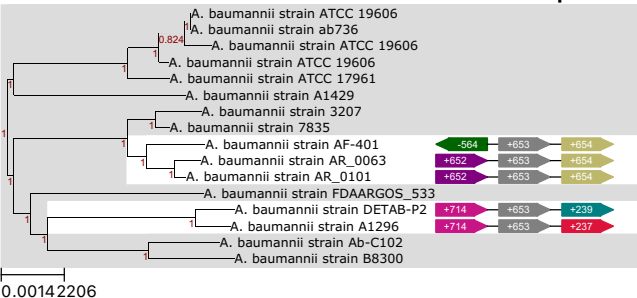 A. baumannii strain ATCC 19606
1 A. baumannii strain ab736
0.824 A. baumannii strain ATCC 19606
1 A. baumannii strain ATCC 19606
1 A. baumannii strain ATCC 17961
1 A. baumannii strain A1429
A. baumannii strain 3207
1 1 A. baumannii strain 7835
A. baumannii strain AF-401 -564 +653 +654
1 1 A. baumannii strain AR_0063 +652 +653 +654
1 1 A. baumannii strain AR_0101 +652 +653 +654
A. baumannii strain FDAARGOS_533
A. baumannii strain DETAB-P2 +714 +653 +239
1 1 A. baumannii strain A1296 +714 +653 +237
1 A. baumannii strain Ab-C102
1 A. baumannii strain B8300
0.00142206